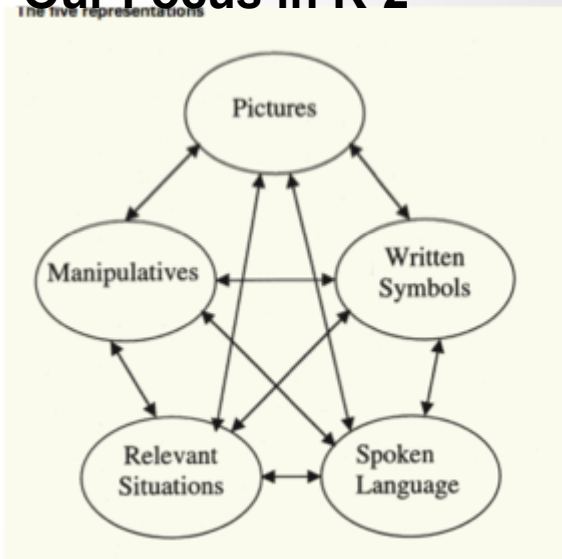 Our Focus in K-2
The five representations
Pictures
Manipulatives
Written
Symbols
Relevant
Situations
Spoken
Language